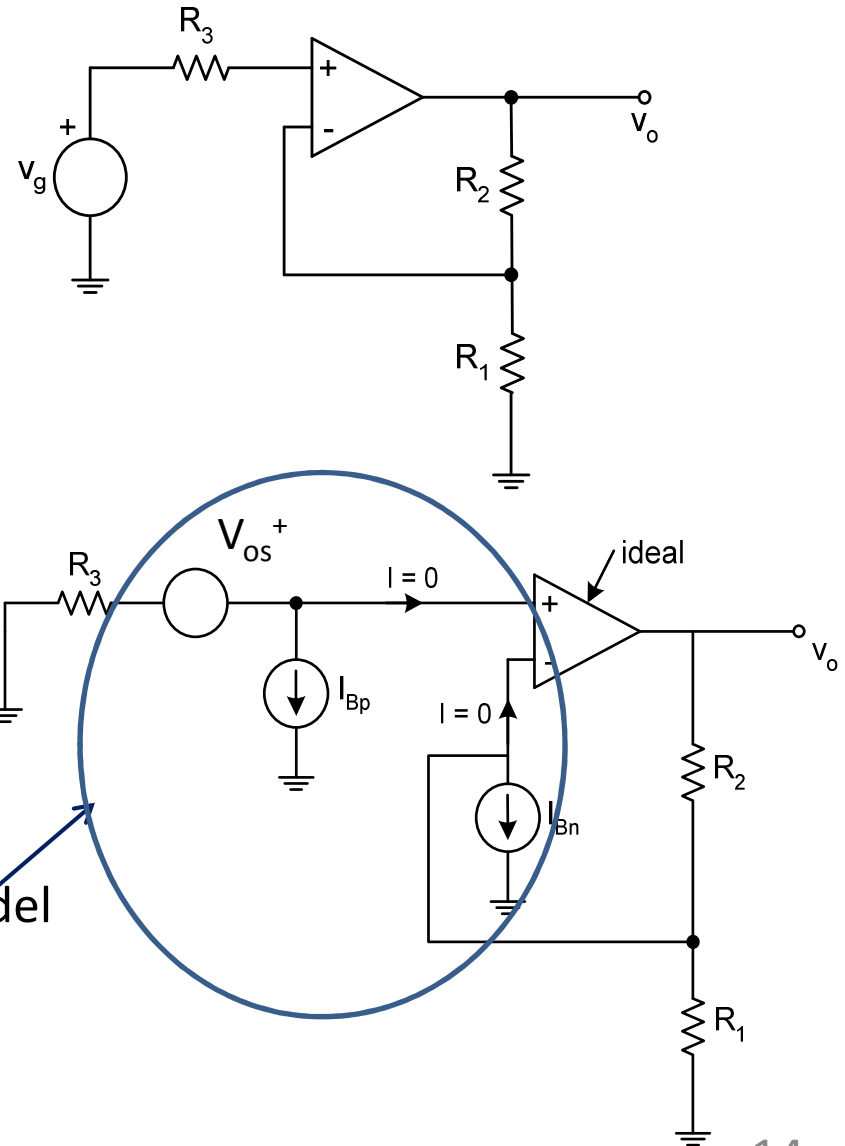 R3
+
+
-
vg
vo
R2
R1
Vos+
ideal
R3
I = 0
+
-
vo
IBp
I = 0
R2
IBn
del
R1